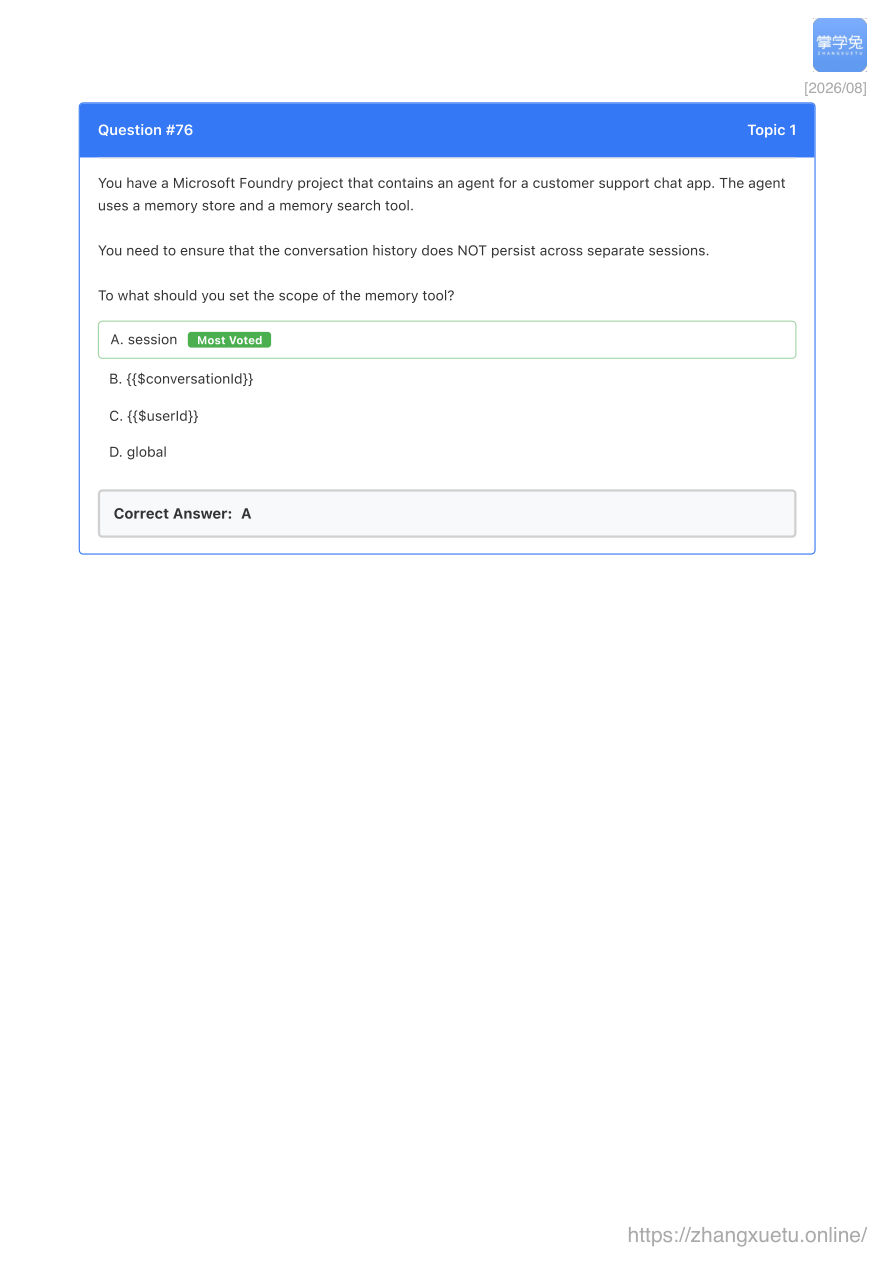 掌学兔
ZHANGXUETU
[2026/08]
Question #76 Topic 1
You have a Microsoft Foundry project that contains an agent for a customer support chat app. The agent
uses a memory store and a memory search tool.
You need to ensure that the conversation history does NOT persist across separate sessions.
To what should you set the scope of the memory tool?
A. session Most Voted
B. {{$conversationId}}
C. {{$userId}}
D. global
Correct Answer: A
https://zhangxuetu.online/